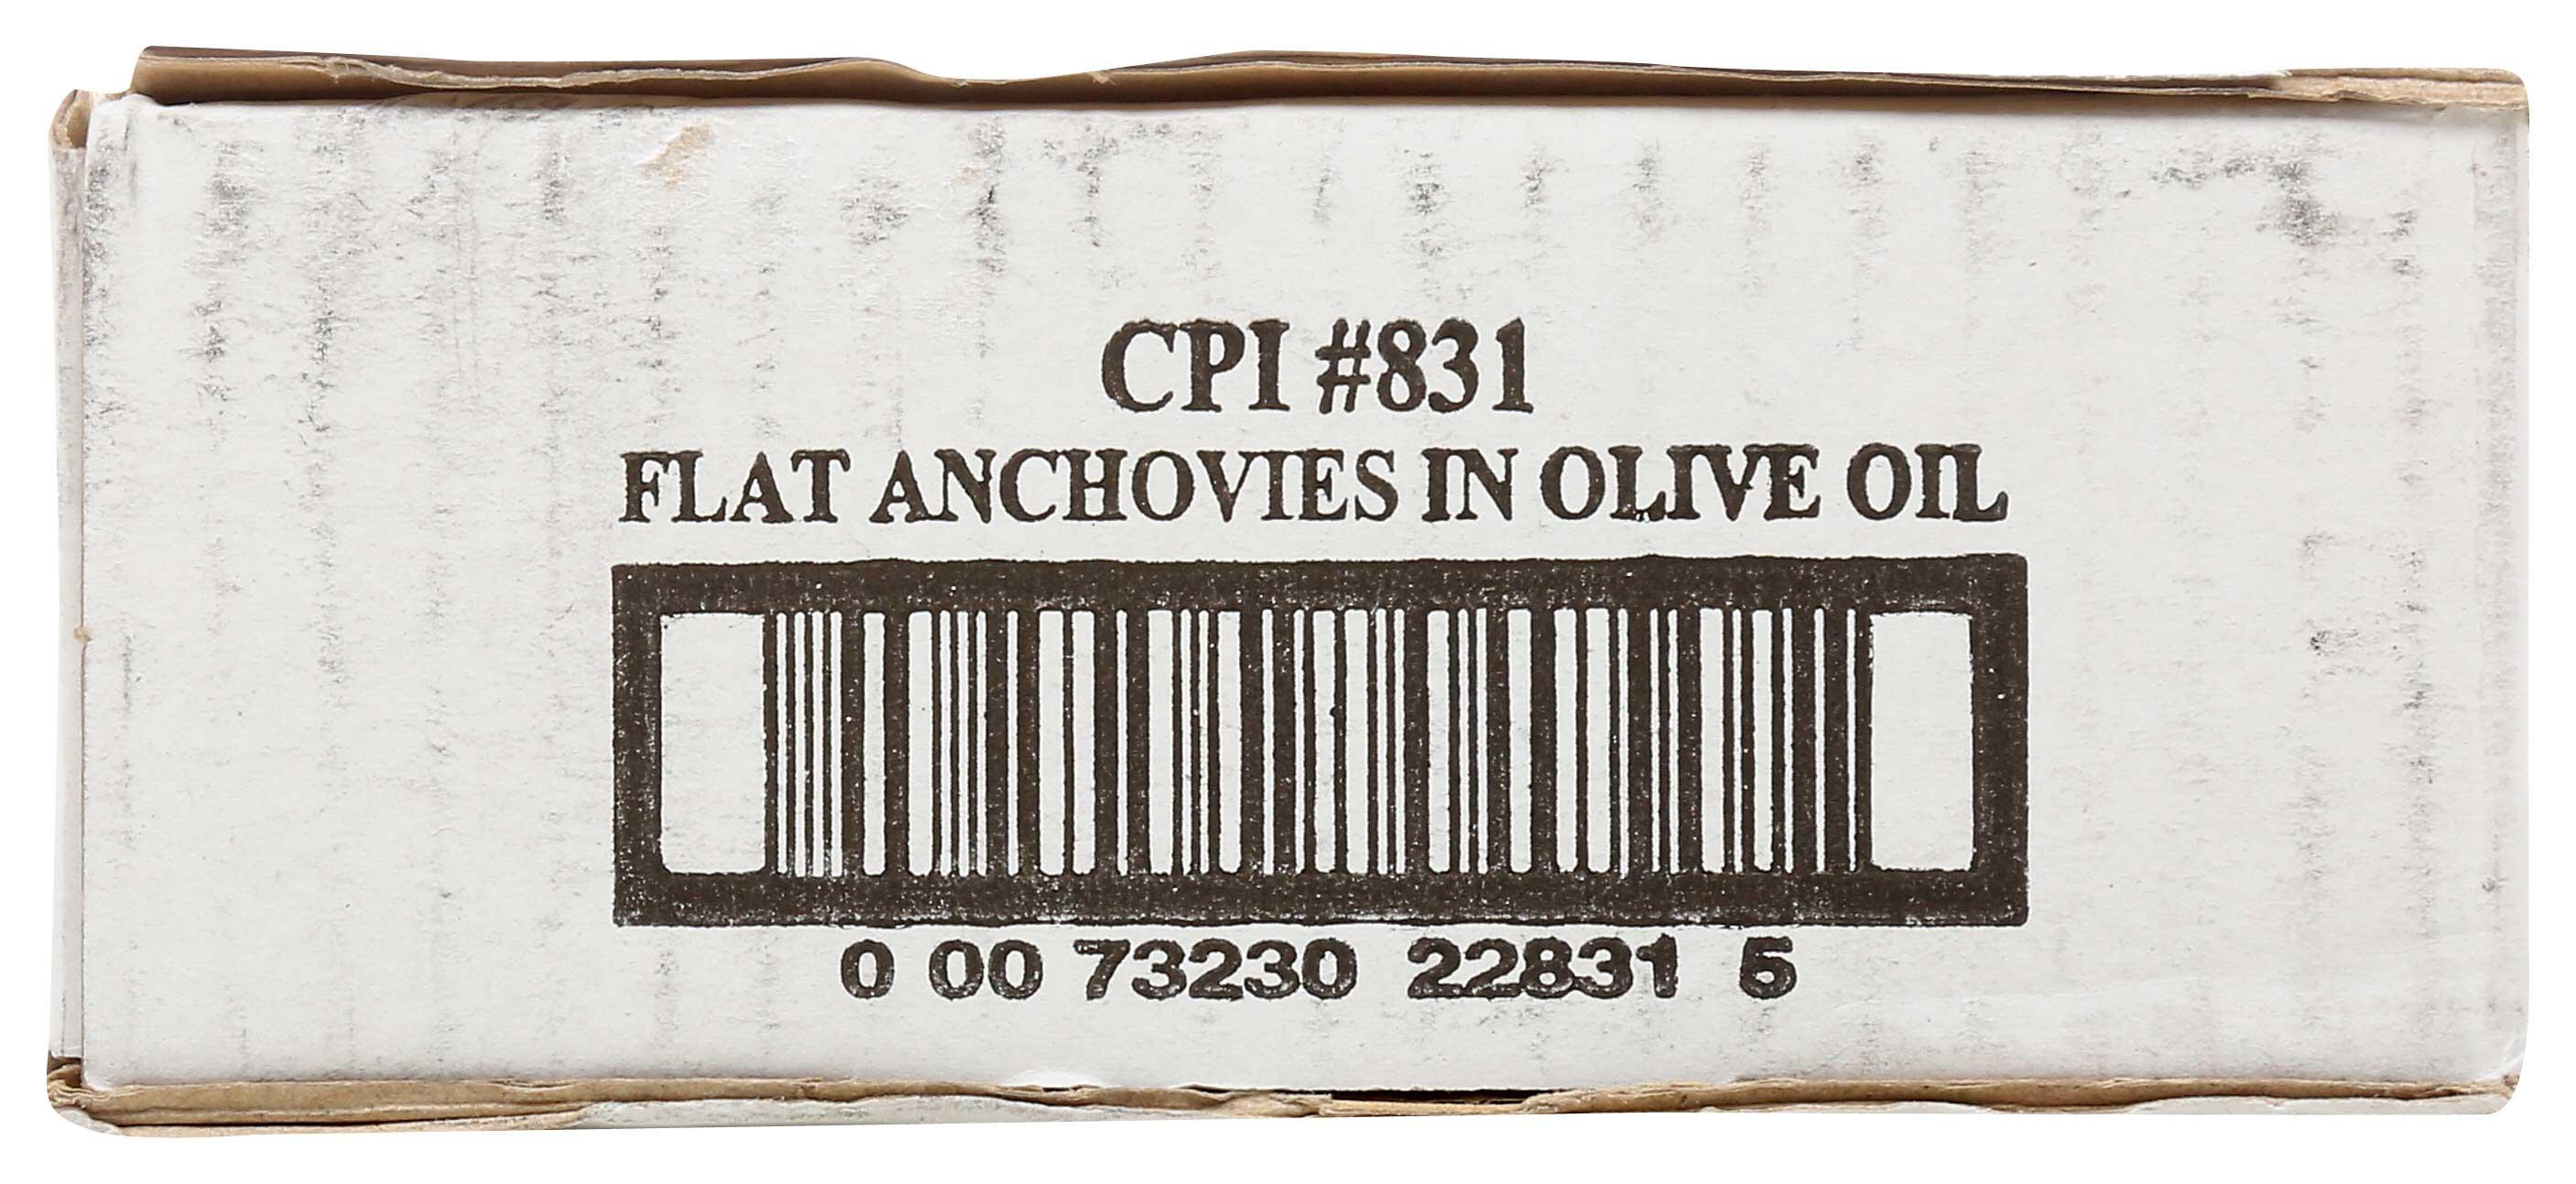 CPI #831
FLAT ANCHOVIES IN OLIVE OIL
0 00 73230 22831 5